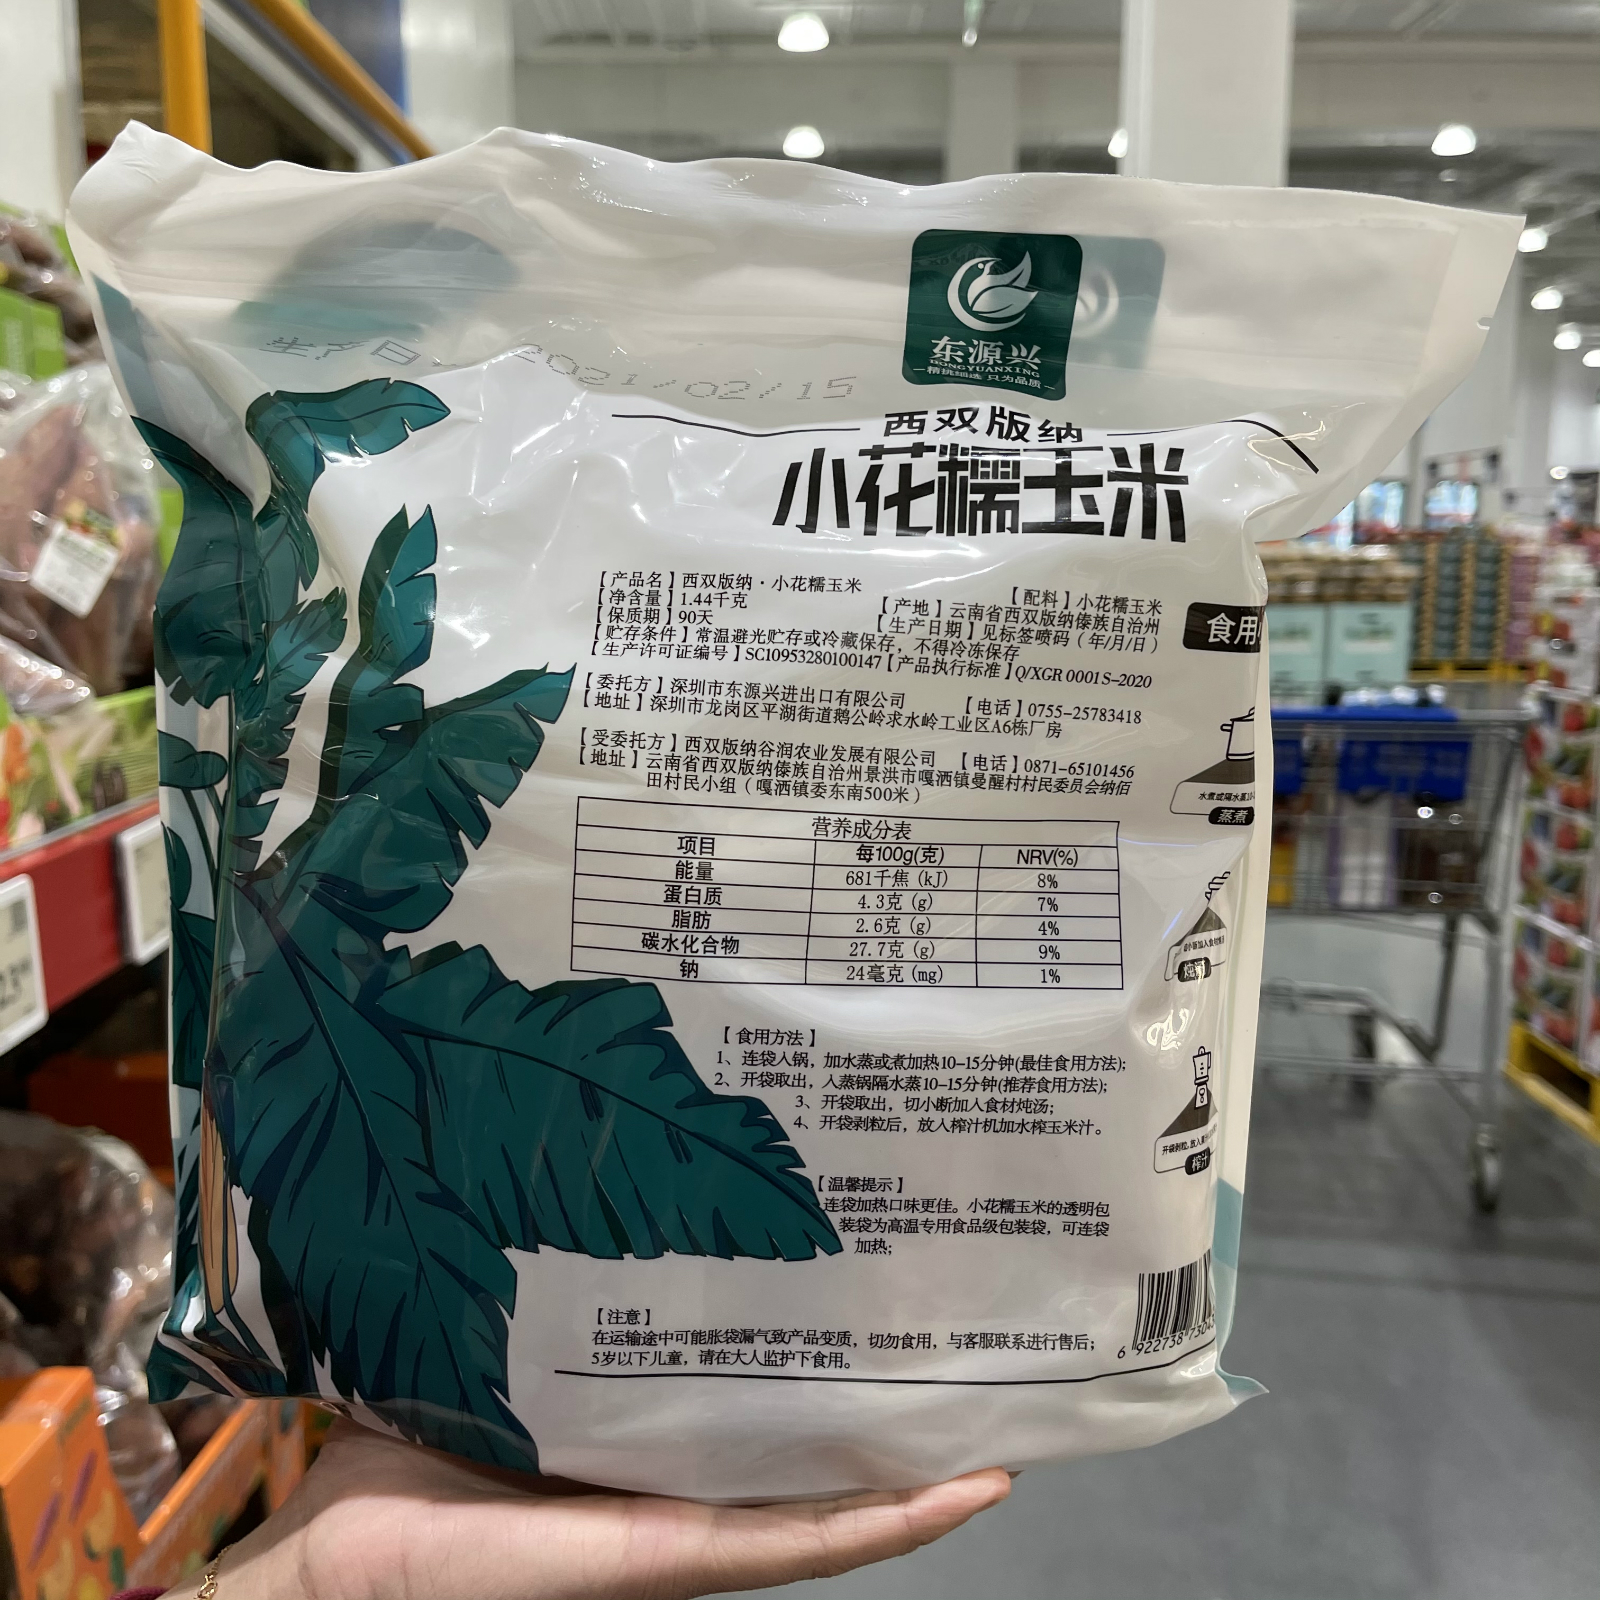 生产日 2021/02/15
东源兴
DONGYUANXING
精挑细选 只为品质
西双版纳
小花糯玉米
【产品名】西双版纳·小花糯玉米 【配料】小花糯玉米
【净含量】1.44千克 【产地】云南省西双版纳傣族自治州
【保质期】90天 【生产日期】见标签喷码（年/月/日）
【贮存条件】常温避光贮存或冷藏保存，不得冷冻保存
【生产许可证编号】SC10953280100147【产品执行标准】Q/XGR 0001S-2020
【委托方】深圳市东源兴进出口有限公司 【电话】0755-25783418
【地址】深圳市龙岗区平湖街道鹅公岭求水岭工业区A6栋厂房
【受委托方】西双版纳谷润农业发展有限公司 【电话】0871-65101456
【地址】云南省西双版纳傣族自治州景洪市嘎洒镇曼醒村村民委员会纳佰
田村民小组（嘎洒镇委东南500米）
营养成分表
项目 每100g(克) NRV(%)
能量 681千焦(kJ) 8%
蛋白质 4.3克(g) 7%
脂肪 2.6克(g) 4%
碳水化合物 27.7克(g) 9%
钠 24毫克(mg) 1%
【食用方法】
1、连袋入锅，加水蒸或煮加热10-15分钟(最佳食用方法);
2、开袋取出，入蒸锅隔水蒸10-15分钟(推荐食用方法);
3、开袋取出，切小断加入食材炖汤;
4、开袋剥粒后，放入榨汁机加水榨玉米汁。
【温馨提示】
连袋加热口味更佳。小花糯玉米的透明包
装袋为高温专用食品级包装袋，可连袋
加热;
【注意】
在运输途中可能胀袋漏气致产品变质，切勿食用，与客服联系进行售后;
5岁以下儿童，请在大人监护下食用。
食用
水煮或隔水蒸10
蒸煮
开袋剥粒,放入
榨汁
6 922738 7304